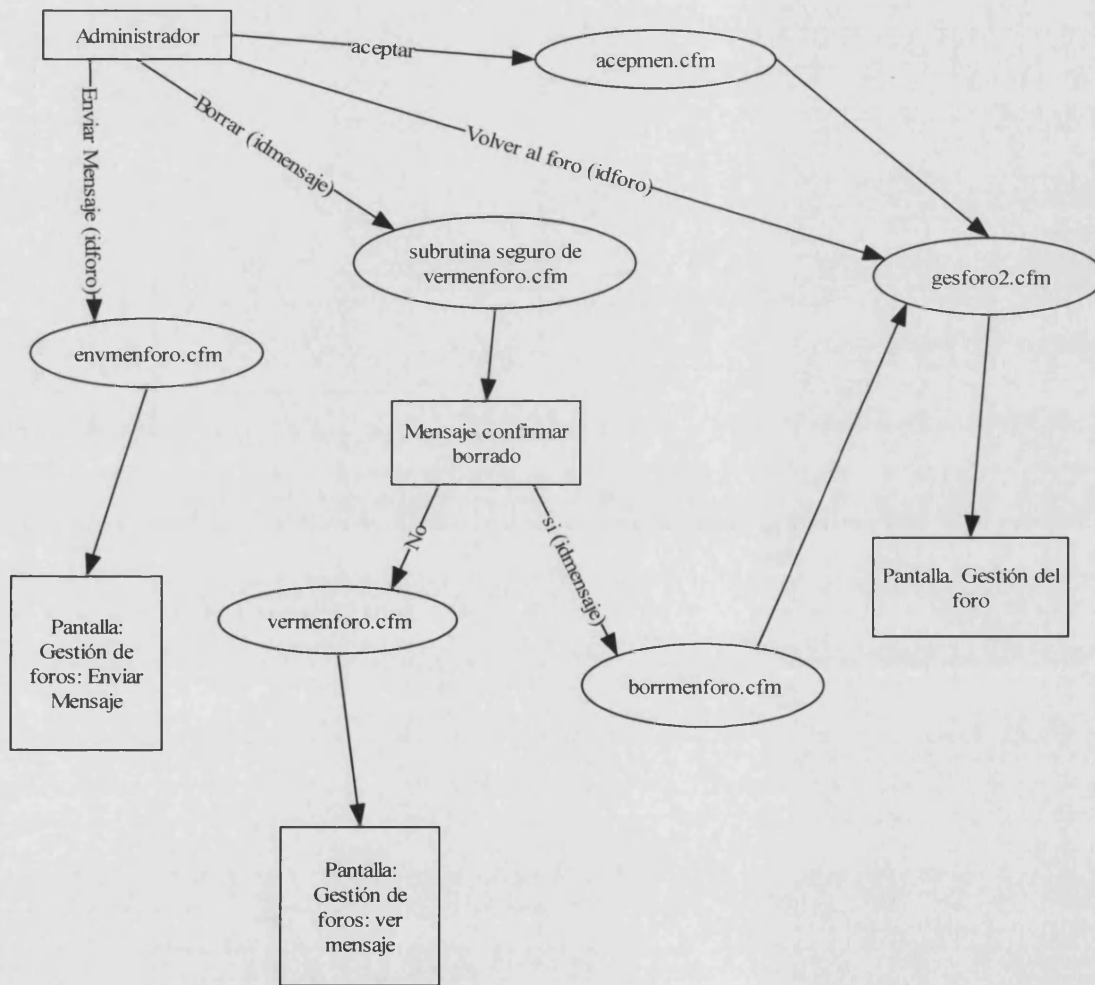 Administrador
aceptar
acepmen.cfm
Enviar Mensaje (idforo)
Borrar (idmensaje)
Volver al foro (idforo)
subrutina seguro de
vermenforo.cfm
gesforo2.cfm
envmenforo.cfm
Mensaje confirmar
borrado
No
si (idmensaje)
Pantalla. Gestión del
foro
Pantalla:
Gestión de
foros: Enviar
Mensaje
vermenforo.cfm
borrmenforo.cfm
Pantalla:
Gestión de
foros: ver
mensaje